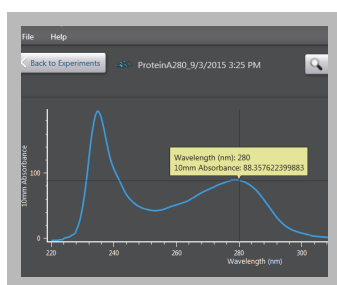 File Help
Back to Experiments
ProteinA280_9/3/2015 3:25 PM
Wavelength (nm): 280
10mm Absorbance: 88.357622399883
10mm Absorbance
100
0
220 240 260 280 300
Wavelength (nm)